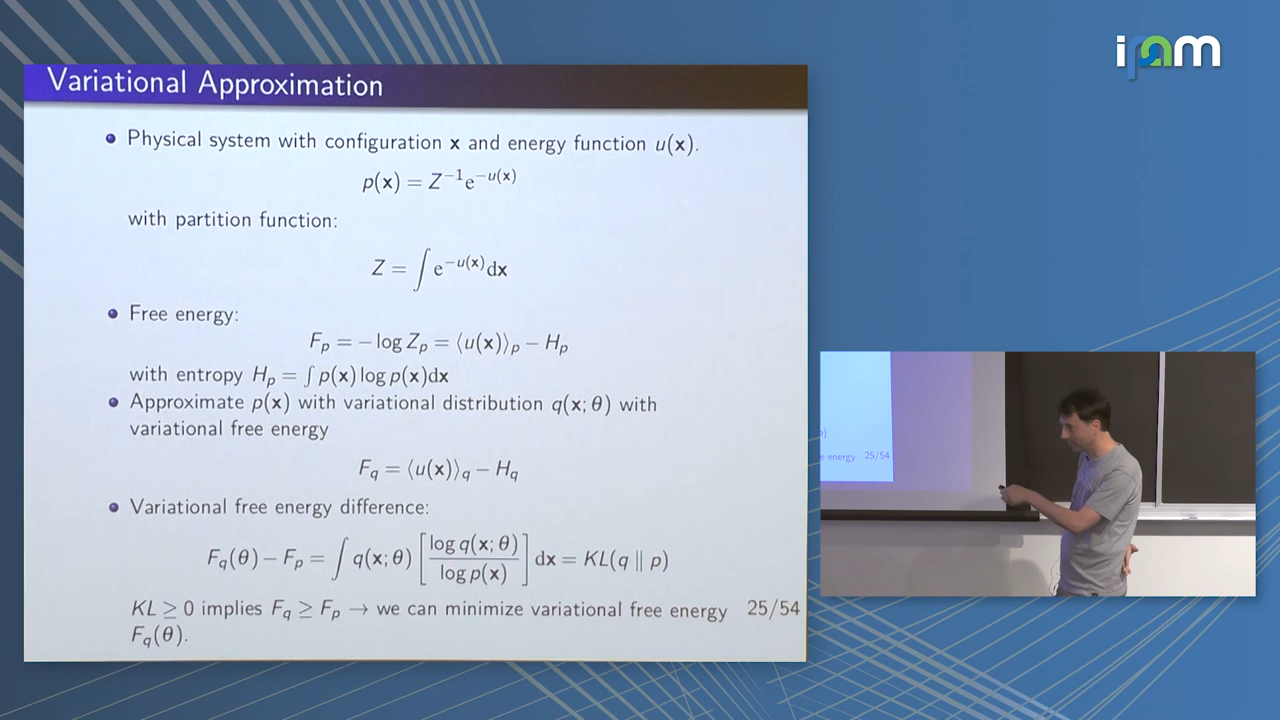 ipam
Variational Approximation
• Physical system with configuration x and energy function u(x).
p(x) = Z⁻¹e⁻ᵘ⁽ˣ⁾
with partition function:
Z = ∫ e⁻ᵘ⁽ˣ⁾dx
• Free energy:
F_p = − log Z_p = ⟨u(x)⟩_p − H_p
with entropy H_p = ∫ p(x) log p(x)dx
• Approximate p(x) with variational distribution q(x; θ) with
variational free energy
F_q = ⟨u(x)⟩_q − H_q
• Variational free energy difference:
F_q(θ) − F_p = ∫ q(x; θ) [log q(x; θ) / log p(x)] dx = KL(q ∥ p)
KL ≥ 0 implies F_q ≥ F_p → we can minimize variational free energy 25/54
F_q(θ).
p)
e energy 25/54